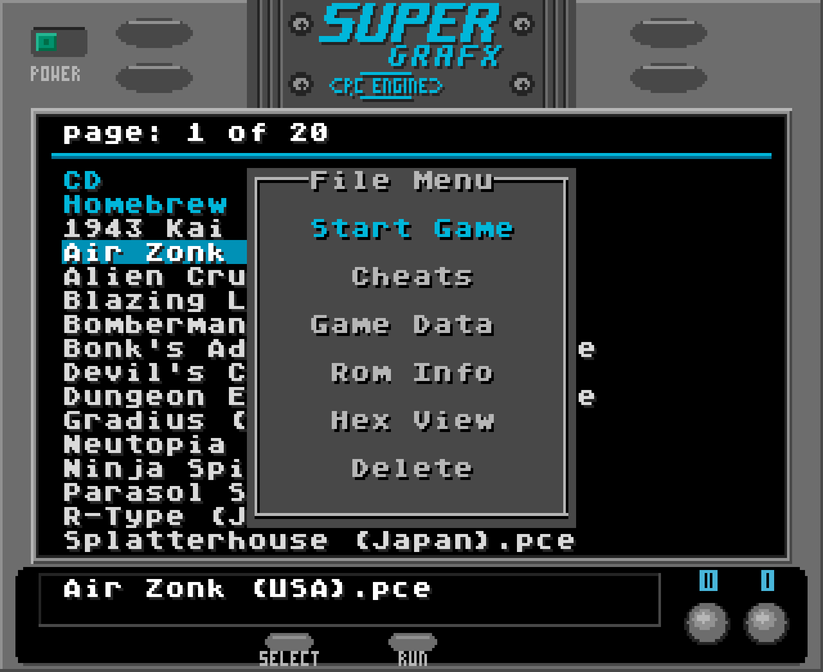 SUPER
GRAFX
PC ENGINE
POWER
page: 1 of 20
CD
Homebrew
1943 Kai
Air Zonk
Alien Cru
Blazing L
Bomberman
Bonk's Ad e
Devil's C
Dungeon E e
Gradius (
Neutopia
Ninja Spi
Parasol S
R-Type (J
Splatterhouse (Japan).pce
File Menu
Start Game
Cheats
Game Data
Rom Info
Hex View
Delete
Air Zonk (USA).pce
II I
SELECT RUN